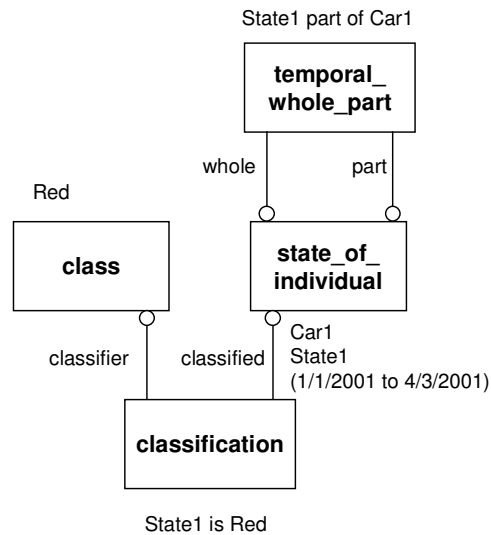 State1 part of Car1
temporal_
whole_part
whole
part
Red
class
state_of_
individual
classifier
classified
Car1
State1
(1/1/2001 to 4/3/2001)
classification
State1 is Red